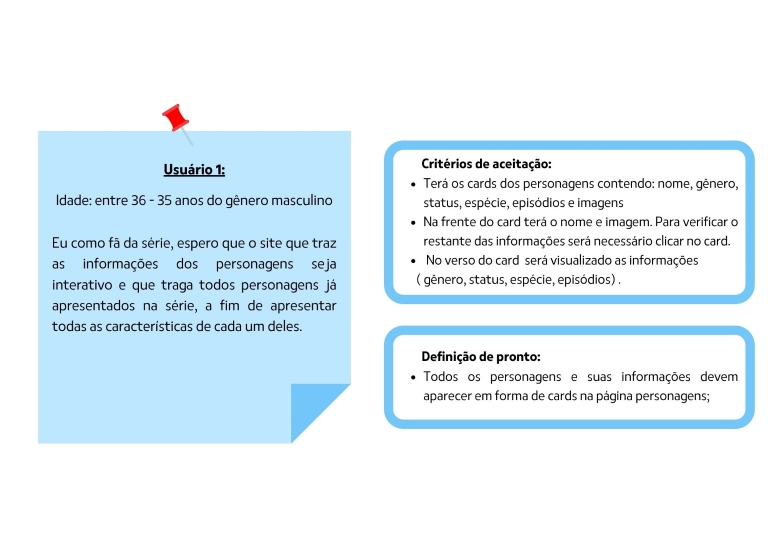 Usuário 1:
Idade: entre 36 - 35 anos do gênero masculino
Eu como fã da série, espero que o site que traz
as informações dos personagens seja
interativo e que traga todos personagens já
apresentados na série, a fim de apresentar
todas as características de cada um deles.
Critérios de aceitação:
• Terá os cards dos personagens contendo: nome, gênero,
status, espécie, episódios e imagens
• Na frente do card terá o nome e imagem. Para verificar o
restante das informações será necessário clicar no card.
• No verso do card será visualizado as informações
( gênero, status, espécie, episódios) .
Definição de pronto:
• Todos os personagens e suas informações devem
aparecer em forma de cards na página personagens;